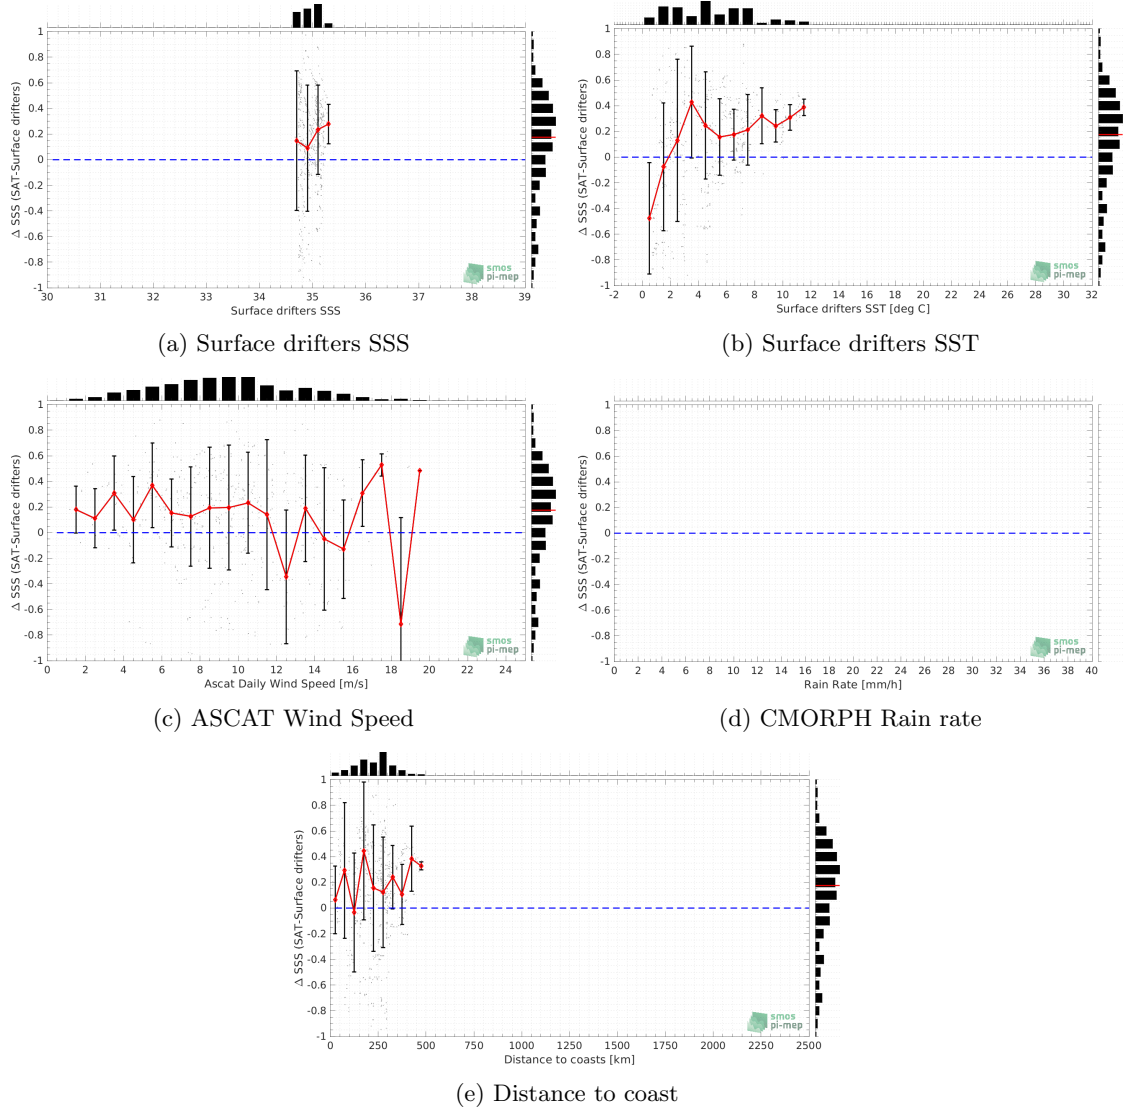 1
0.8
0.6
0.4
0.2
0
-0.2
-0.4
-0.6
-0.8
-1
Δ SSS (SAT-Surface drifters)
30 31 32 33 34 35 36 37 38 39
Surface drifters SSS
smos
pi-mep
(a) Surface drifters SSS
1
0.8
0.6
0.4
0.2
0
-0.2
-0.4
-0.6
-0.8
-1
Δ SSS (SAT-Surface drifters)
-2 0 2 4 6 8 10 12 14 16 18 20 22 24 26 28 30 32
Surface drifters SST [deg C]
smos
pi-mep
(b) Surface drifters SST
1
0.8
0.6
0.4
0.2
0
-0.2
-0.4
-0.6
-0.8
-1
Δ SSS (SAT-Surface drifters)
2 4 6 8 10 12 14 16 18 20 22 24
Ascat Daily Wind Speed [m/s]
smos
pi-mep
(c) ASCAT Wind Speed
1
0.8
0.6
0.4
0.2
0
-0.2
-0.4
-0.6
-0.8
-1
Δ SSS (SAT-Surface drifters)
0 2 4 6 8 10 12 14 16 18 20 22 24 26 28 30 32 34 36 38 40
Rain Rate [mm/h]
smos
pi-mep
(d) CMORPH Rain rate
1
0.8
0.6
0.4
0.2
0
-0.2
-0.4
-0.6
-0.8
-1
Δ SSS (SAT-Surface drifters)
0 250 500 750 1000 1250 1500 1750 2000 2250 2500
Distance to coasts [km]
smos
pi-mep
(e) Distance to coast